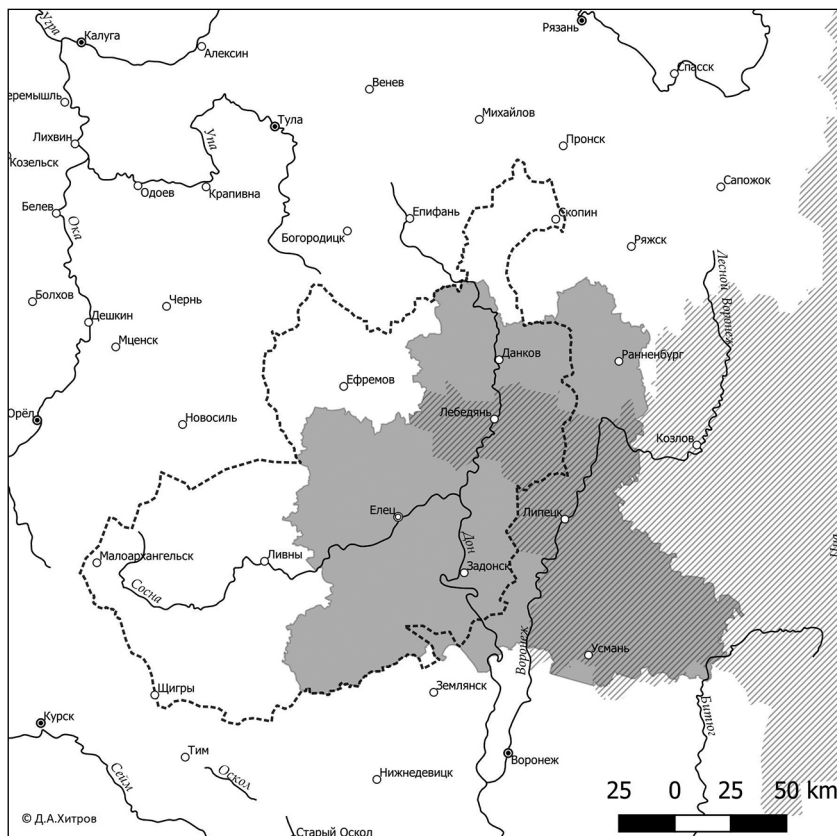 Угра
Калуга
Алексин
Рязань
Спасск
Венев
Михайлов
Пронск
еремышль
Лихвин
Упа
Тула
Козельск
Одоев
Крапивна
Сапожок
Белев
Ока
Епифань
Скопин
Богородицк
Ряжск
Лесной Воронеж
Болхов
Чернь
Дешкин
Мценск
Данков
Ранненбург
Ефремов
Орёл
Новосиль
Лебедянь
Козлов
Елец
Липецк
Дон
Малоархангельск
Ливны
Задонск
Сосна
Воронеж
Усмань
Щигры
Землянск
Битюг
Курск
Тим
Сейм
Оскол
Нижнедевицк
Воронеж
25 0 25 50 km
© Д.А.Хитров
Старый Оскол